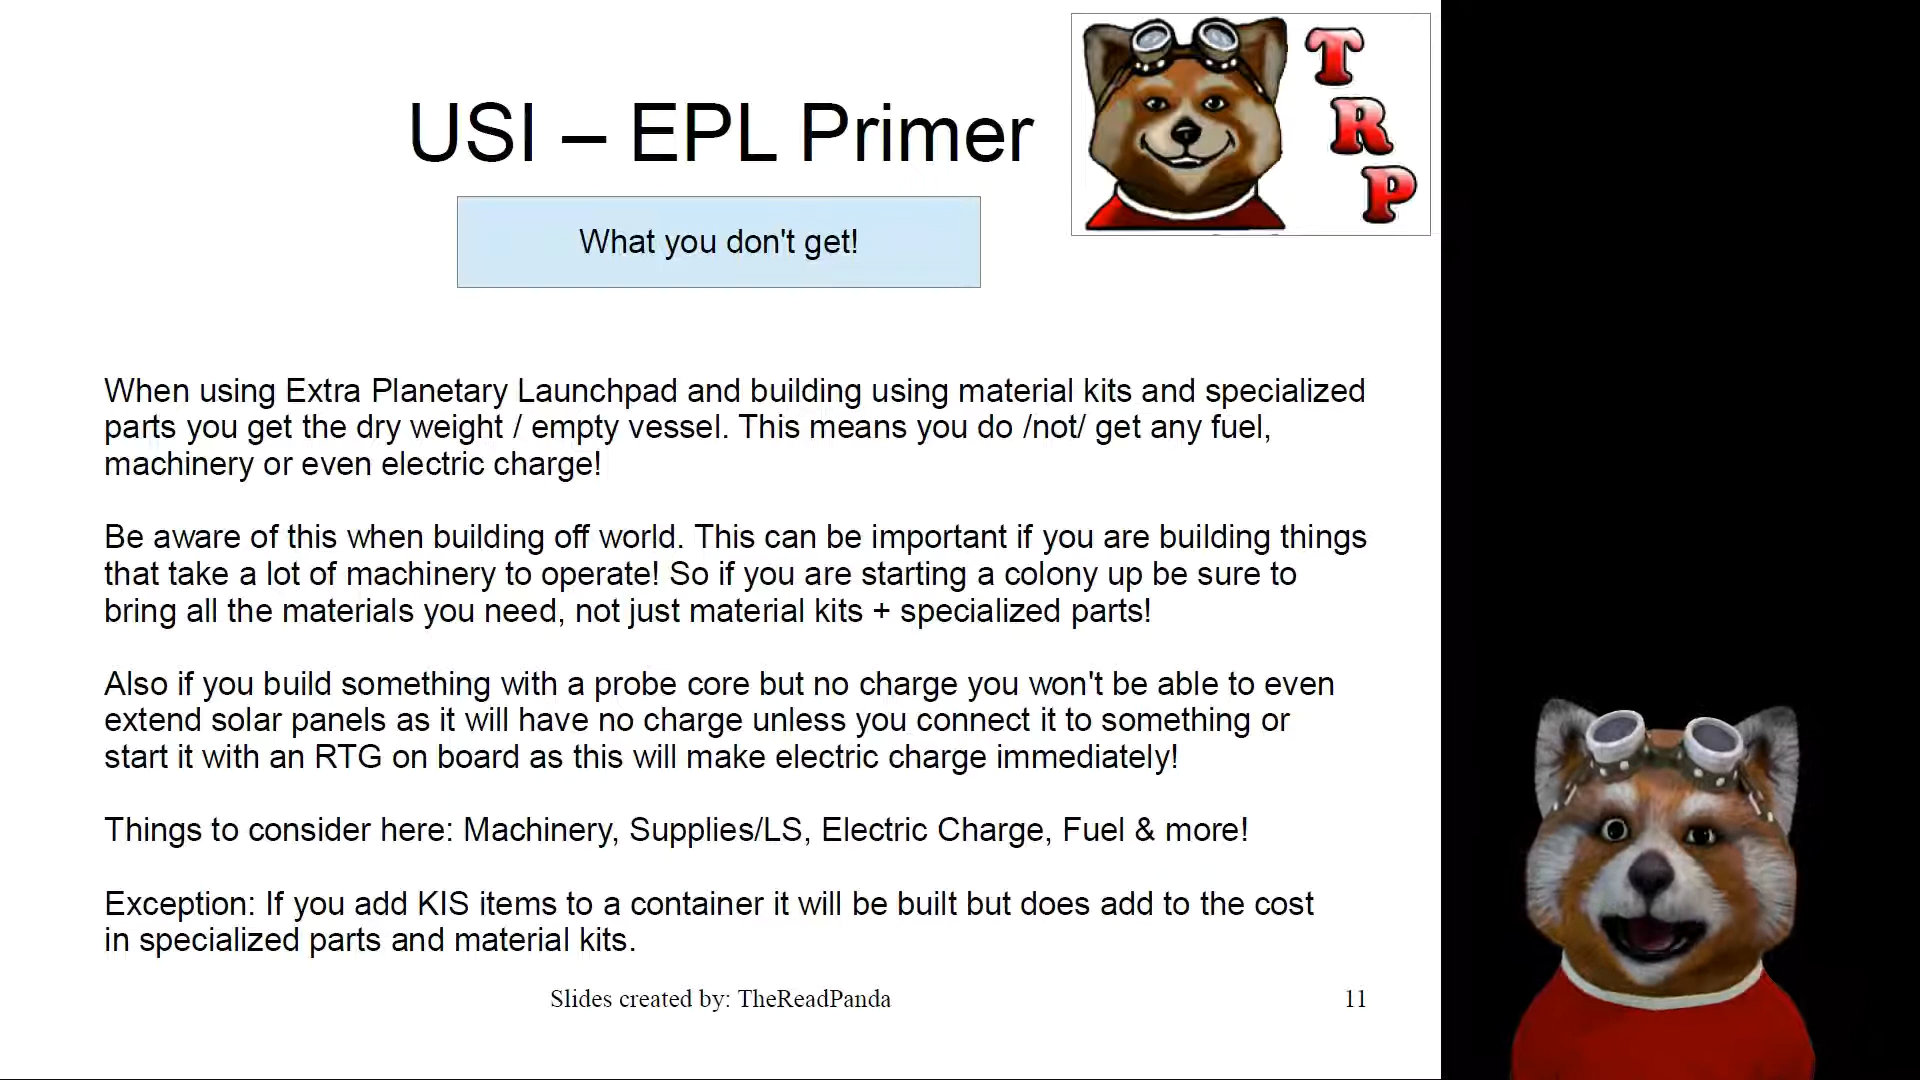 USI – EPL Primer
T
R
P
What you don't get!
When using Extra Planetary Launchpad and building using material kits and specialized
parts you get the dry weight / empty vessel. This means you do /not/ get any fuel,
machinery or even electric charge!
Be aware of this when building off world. This can be important if you are building things
that take a lot of machinery to operate! So if you are starting a colony up be sure to
bring all the materials you need, not just material kits + specialized parts!
Also if you build something with a probe core but no charge you won't be able to even
extend solar panels as it will have no charge unless you connect it to something or
start it with an RTG on board as this will make electric charge immediately!
Things to consider here: Machinery, Supplies/LS, Electric Charge, Fuel & more!
Exception: If you add KIS items to a container it will be built but does add to the cost
in specialized parts and material kits.
Slides created by: TheReadPanda
11